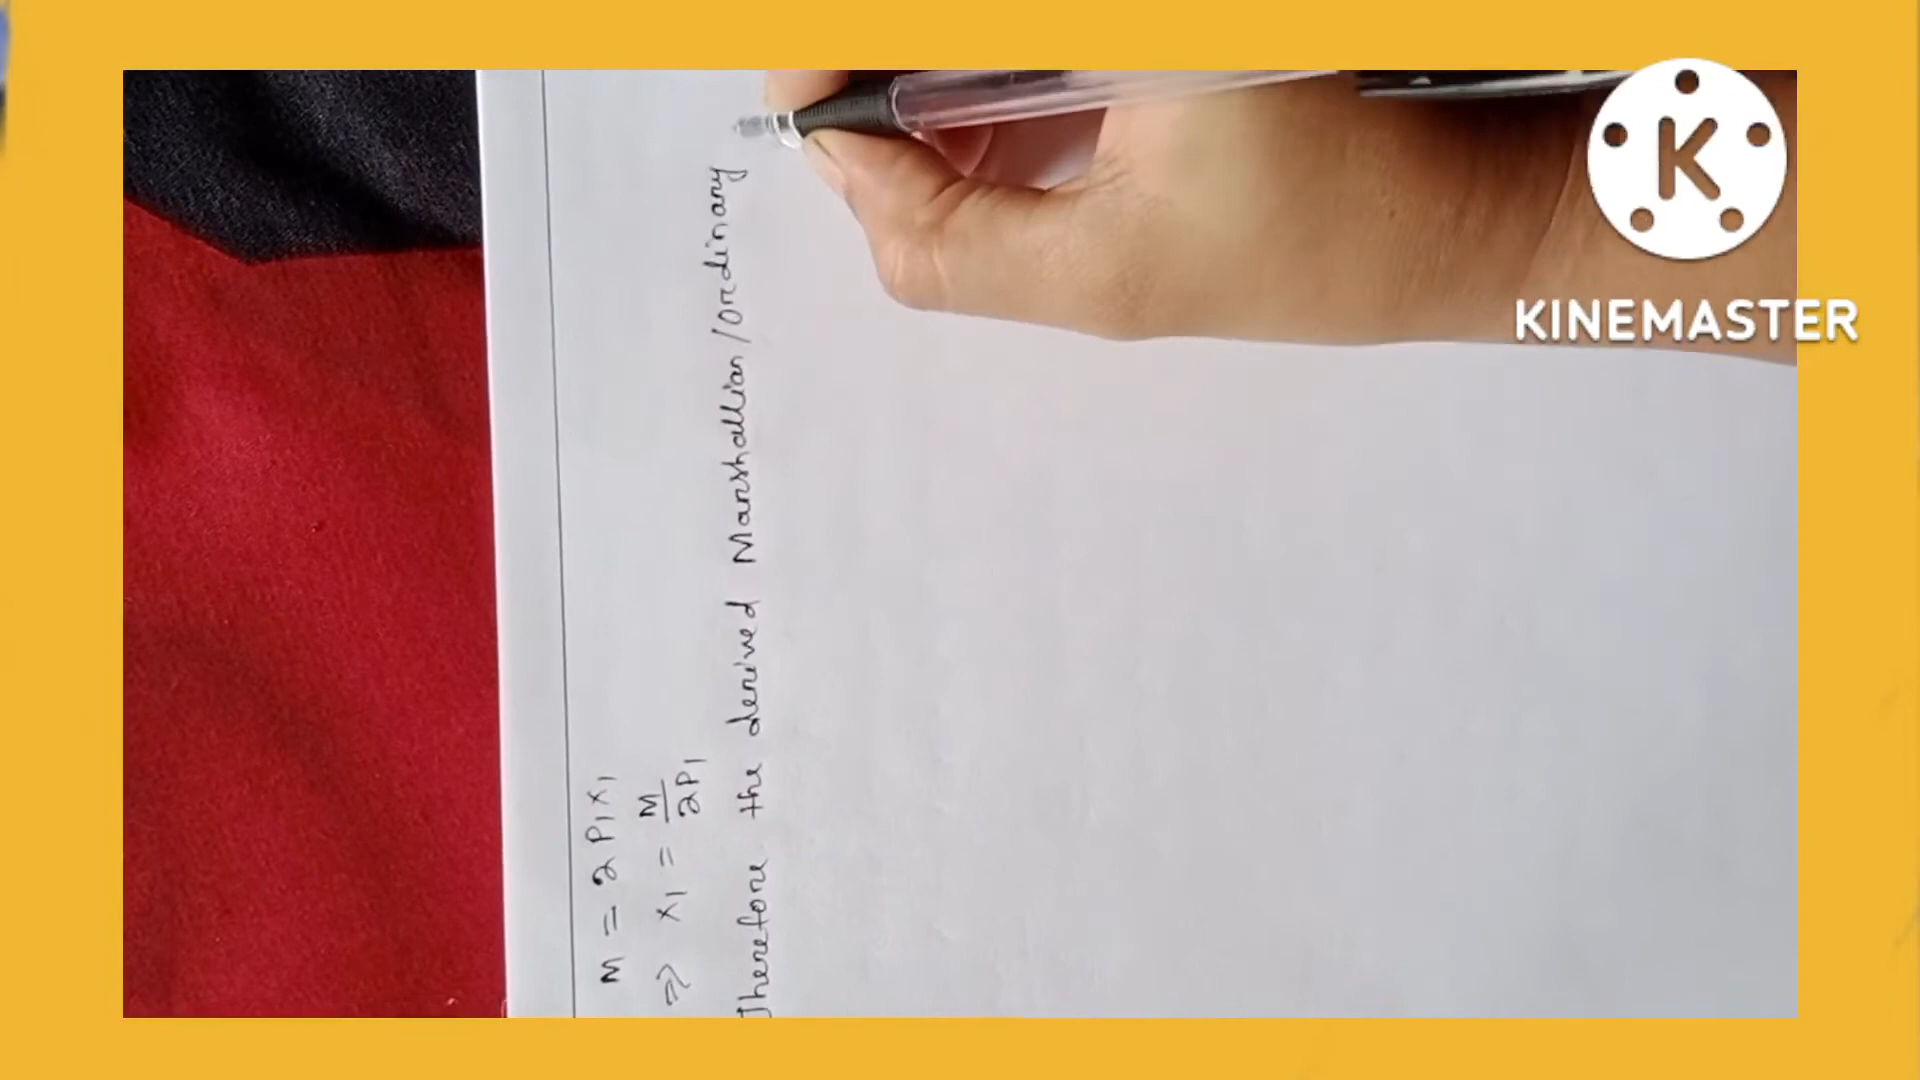 M = 2P₁x₁
⇒ x₁ = M/2P₁
Therefore the derived Marshallian/ordinary
KINEMASTER